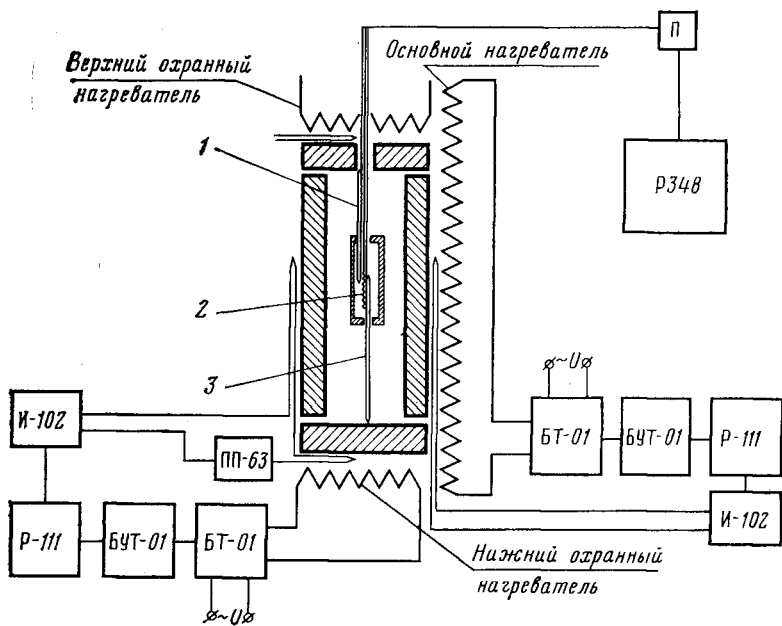 Верхний охранный
нагреватель
Основной нагреватель
П
1
Р348
2
3
~U
И-102
ПП-63
БТ-01
БУТ-01
Р-111
И-102
Р-111
БУТ-01
БТ-01
Нижний охранный
нагреватель
~U